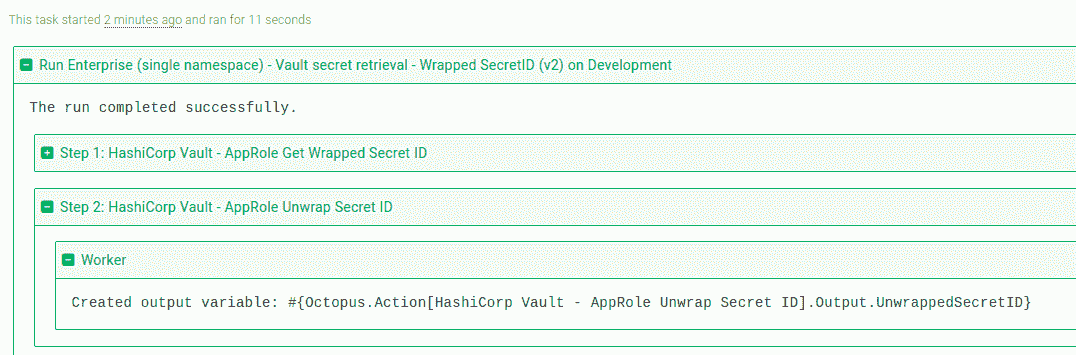 This task started 2 minutes ago and ran for 11 seconds
Run Enterprise (single namespace) - Vault secret retrieval - Wrapped SecretID (v2) on Development
The run completed successfully.
Step 1: HashiCorp Vault - AppRole Get Wrapped Secret ID
Step 2: HashiCorp Vault - AppRole Unwrap Secret ID
Worker
Created output variable: #{Octopus.Action[HashiCorp Vault - AppRole Unwrap Secret ID].Output.UnwrappedSecretID}